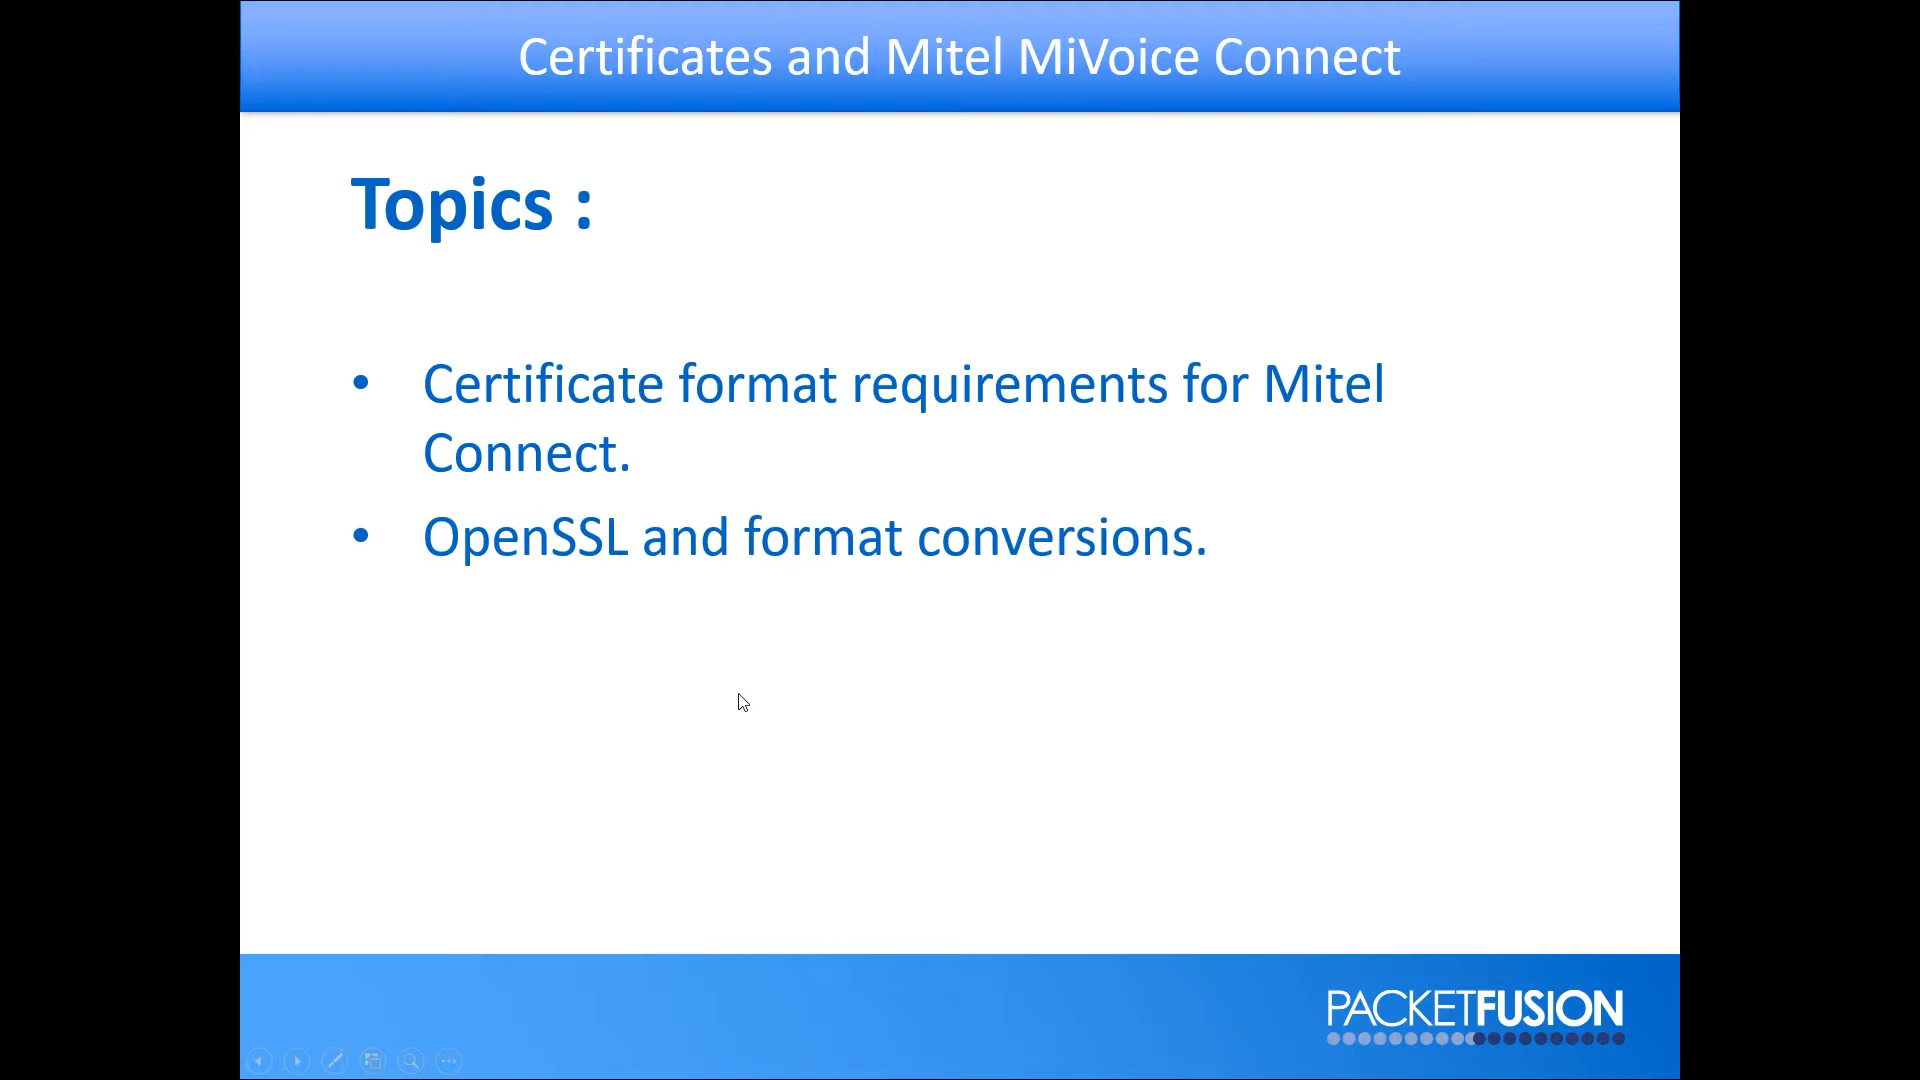 Certificates and Mitel MiVoice Connect
Topics :
• Certificate format requirements for Mitel
Connect.
• OpenSSL and format conversions.
PACKETFUSION